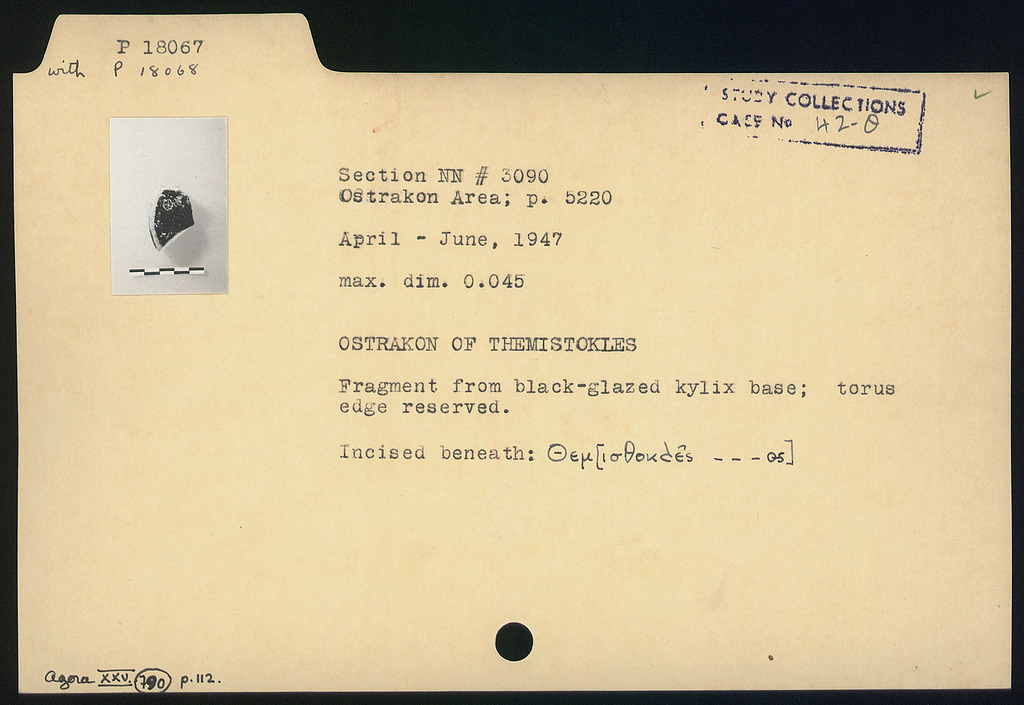 P 18067
with P 18068
STUDY COLLECTIONS
CASE No 42-θ
Section NN # 3090
Ostrakon Area; p. 5220
April - June, 1947
max. dim. 0.045
OSTRAKON OF THEMISTOKLES
Fragment from black-glazed kylix base; torus
edge reserved.
Incised beneath: Θεμ[ισθοκλε͂ς ---ος]
Agora XXV. 790 p.112.